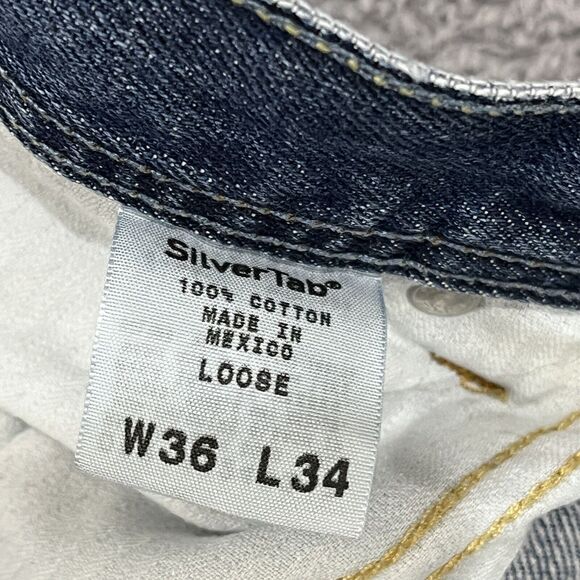 SilverTab®
100% COTTON
MADE IN
MEXICO
LOOSE
W36 L34